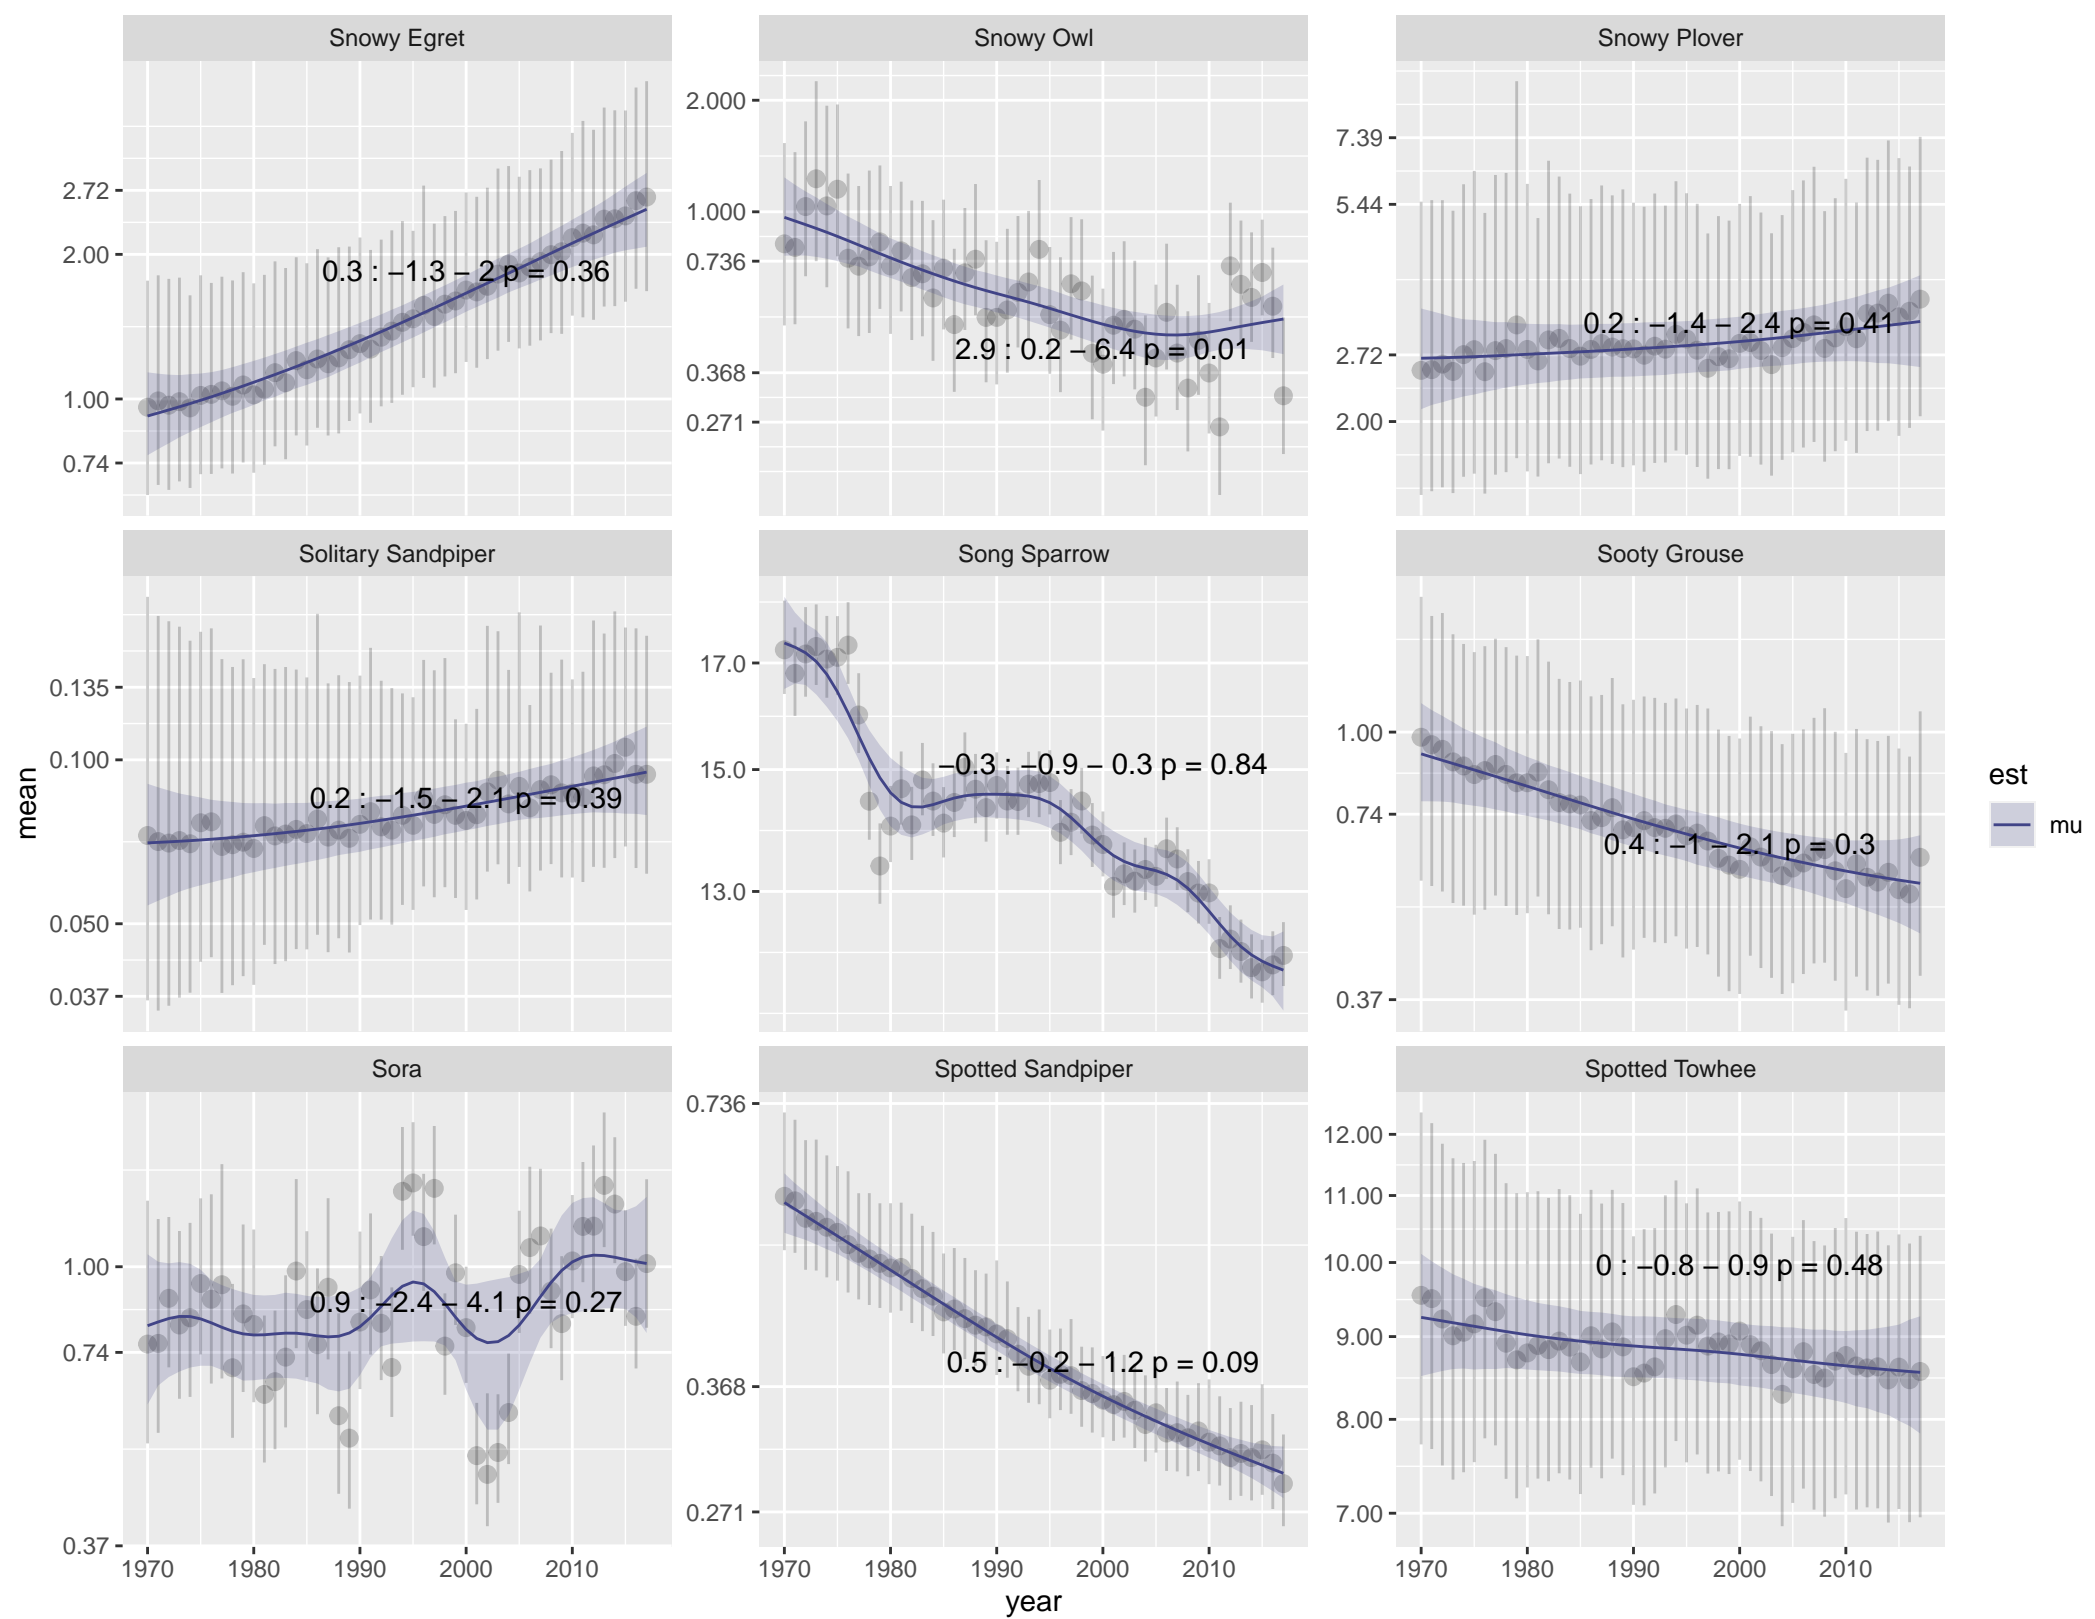 Snowy Egret
Snowy Owl
Snowy Plover
2.72
2.00
1.00
0.74
0.3 : −1.3 − 2 p = 0.36
2.000
1.000
0.736
0.368
0.271
2.9 : 0.2 − 6.4 p = 0.01
7.39
5.44
2.72
2.00
0.2 : −1.4 − 2.4 p = 0.41
Solitary Sandpiper
Song Sparrow
Sooty Grouse
0.135
0.100
0.050
0.037
0.2 : −1.5 − 2.1 p = 0.39
17.0
15.0
13.0
−0.3 : −0.9 − 0.3 p = 0.84
1.00
0.74
0.37
0.4 : −1 − 2.1 p = 0.3
Sora
Spotted Sandpiper
Spotted Towhee
1.00
0.74
0.37
0.9 : −2.4 − 4.1 p = 0.27
0.736
0.368
0.271
0.5 : −0.2 − 1.2 p = 0.09
12.00
11.00
10.00
9.00
8.00
7.00
0 : −0.8 − 0.9 p = 0.48
1970 1980 1990 2000 2010
1970 1980 1990 2000 2010
1970 1980 1990 2000 2010
year
mean
est
mu